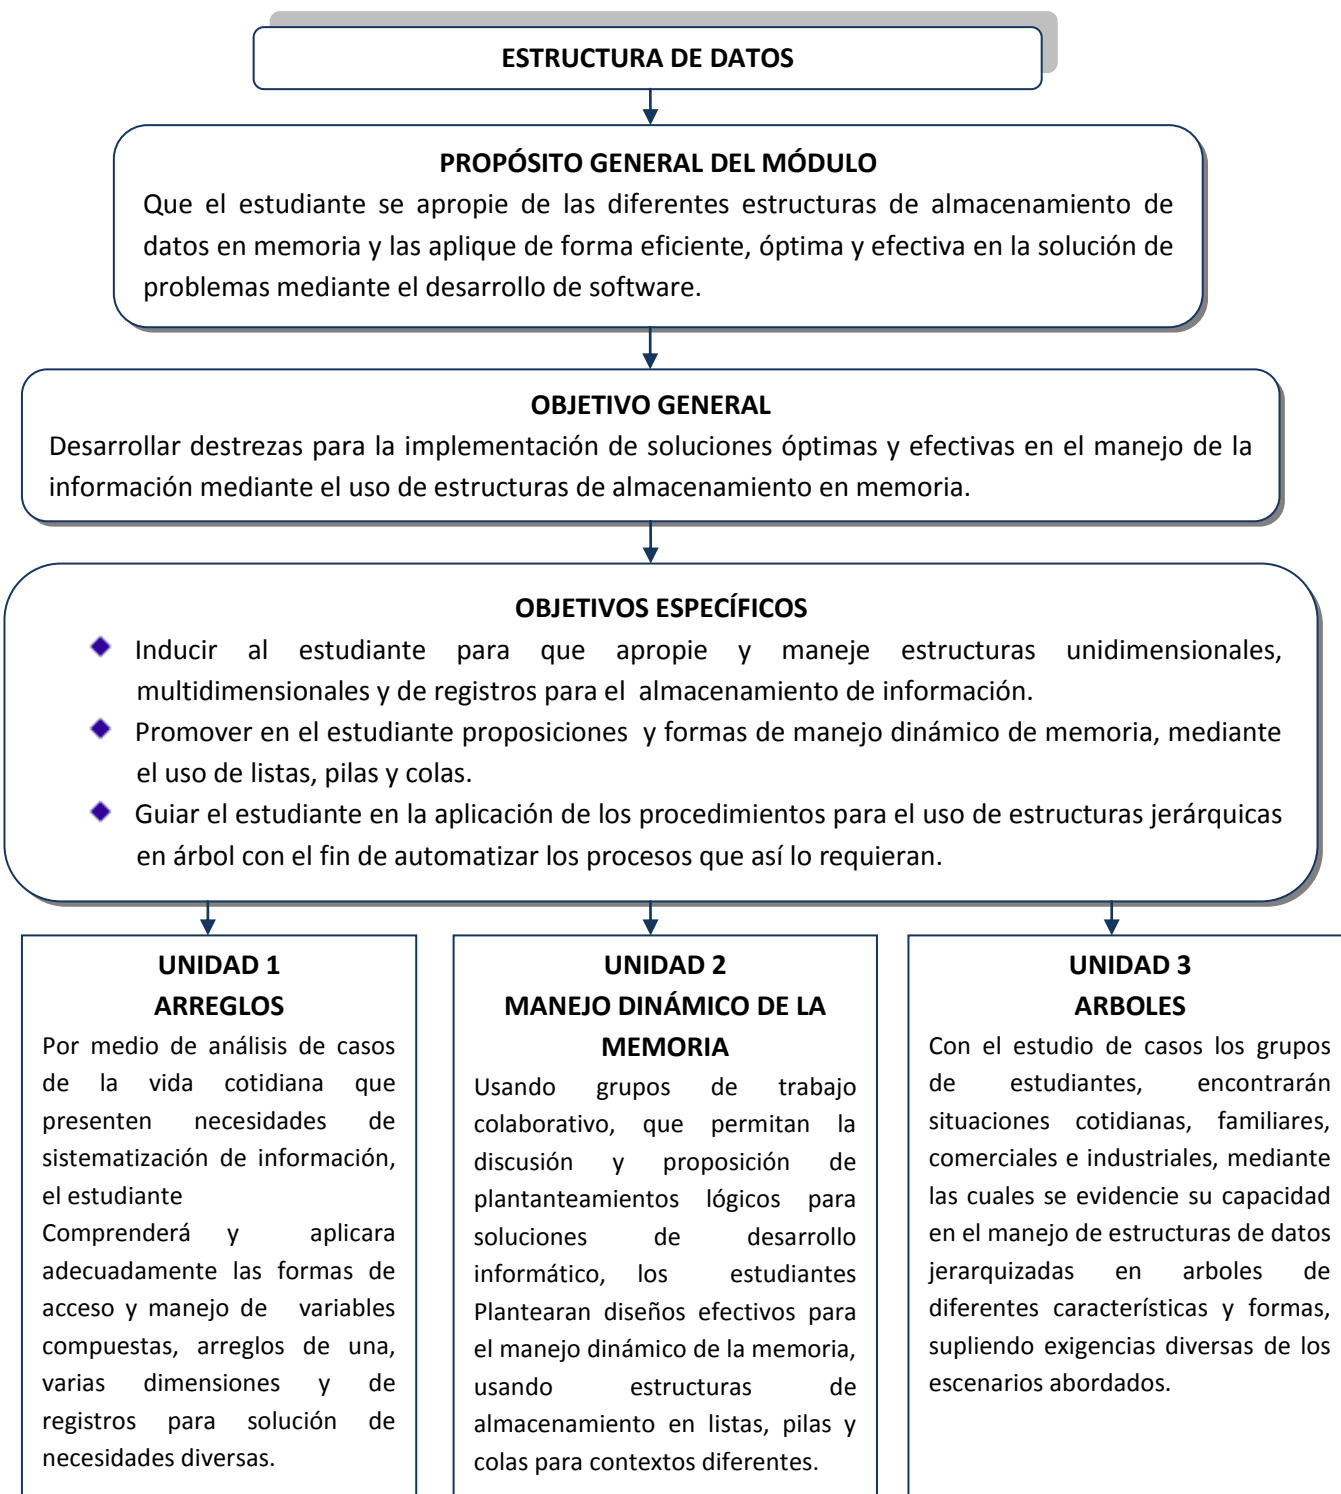 ESTRUCTURA DE DATOS
PROPÓSITO GENERAL DEL MÓDULO
Que el estudiante se apropie de las diferentes estructuras de almacenamiento de
datos en memoria y las aplique de forma eficiente, óptima y efectiva en la solución de
problemas mediante el desarrollo de software.
OBJETIVO GENERAL
Desarrollar destrezas para la implementación de soluciones óptimas y efectivas en el manejo de la
información mediante el uso de estructuras de almacenamiento en memoria.
OBJETIVOS ESPECÍFICOS
Inducir al estudiante para que apropie y maneje estructuras unidimensionales,
multidimensionales y de registros para el almacenamiento de información.
Promover en el estudiante proposiciones y formas de manejo dinámico de memoria, mediante
el uso de listas, pilas y colas.
Guiar el estudiante en la aplicación de los procedimientos para el uso de estructuras jerárquicas
en árbol con el fin de automatizar los procesos que así lo requieran.
UNIDAD 1
ARREGLOS
Por medio de análisis de casos
de la vida cotidiana que
presenten necesidades de
sistematización de información,
el estudiante
Comprenderá y aplicara
adecuadamente las formas de
acceso y manejo de variables
compuestas, arreglos de una,
varias dimensiones y de
registros para solución de
necesidades diversas.
UNIDAD 2
MANEJO DINÁMICO DE LA
MEMORIA
Usando grupos de trabajo
colaborativo, que permitan la
discusión y proposición de
plantanteamientos lógicos para
soluciones de desarrollo
informático, los estudiantes
Plantearan diseños efectivos para
el manejo dinámico de la memoria,
usando estructuras de
almacenamiento en listas, pilas y
colas para contextos diferentes.
UNIDAD 3
ARBOLES
Con el estudio de casos los grupos
de estudiantes, encontrarán
situaciones cotidianas, familiares,
comerciales e industriales, mediante
las cuales se evidencie su capacidad
en el manejo de estructuras de datos
jerarquizadas en arboles de
diferentes características y formas,
supliendo exigencias diversas de los
escenarios abordados.